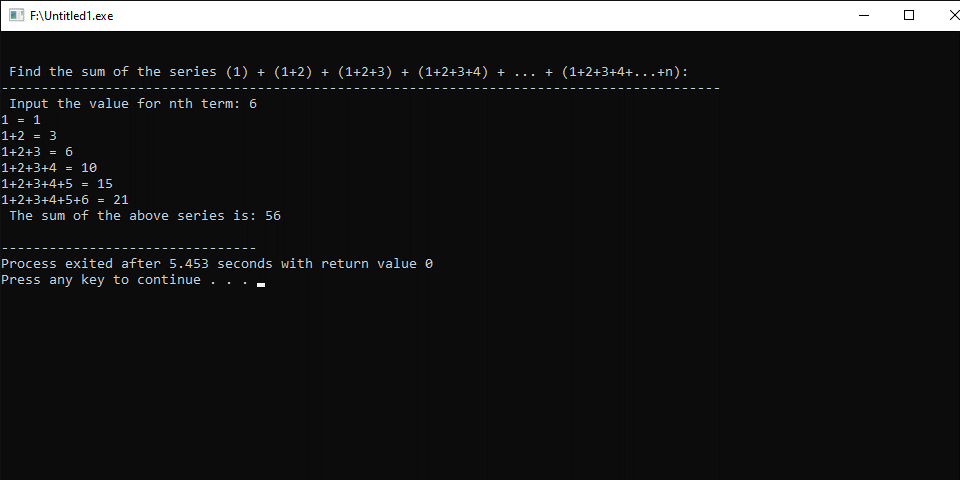 F:\Untitled1.exe
Find the sum of the series (1) + (1+2) + (1+2+3) + (1+2+3+4) + ... + (1+2+3+4+...+n):
------------------------------------------------------------------------------------------
Input the value for nth term: 6
1 = 1
1+2 = 3
1+2+3 = 6
1+2+3+4 = 10
1+2+3+4+5 = 15
1+2+3+4+5+6 = 21
The sum of the above series is: 56
--------------------------------
Process exited after 5.453 seconds with return value 0
Press any key to continue . . .